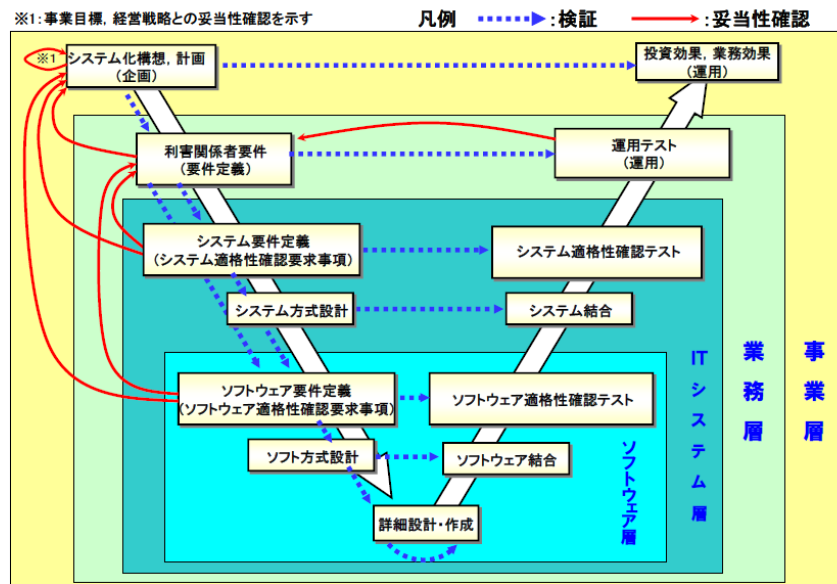 ※1:事業目標,経営戦略との妥当性確認を示す
凡例 :検証 :妥当性確認
※1
システム化構想,計画
(企画)
投資効果,業務効果
(運用)
利害関係者要件
(要件定義)
運用テスト
(運用)
システム要件定義
(システム適格性確認要求事項)
システム適格性確認テスト
システム方式設計
システム結合
ソフトウェア要件定義
(ソフトウェア適格性確認要求事項)
ソフトウェア適格性確認テスト
ソフト方式設計
ソフトウェア結合
詳細設計・作成
ソフトウェア層
ITシステム層
業務層
事業層